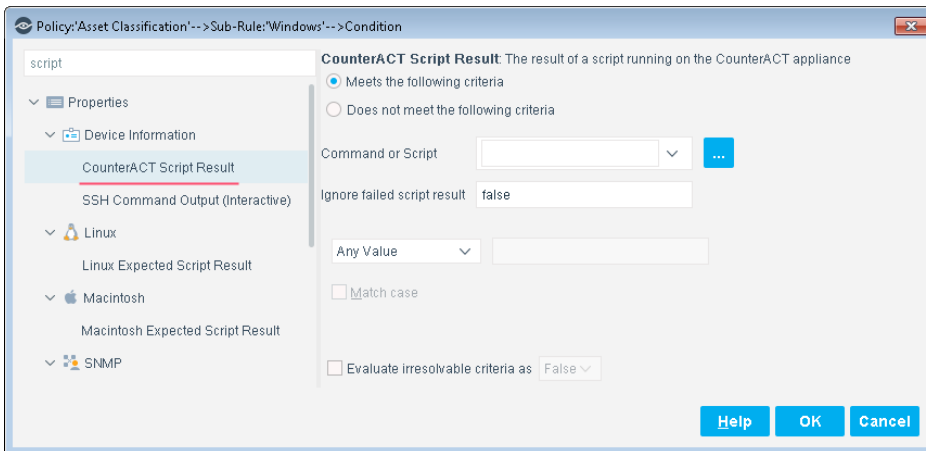 Policy:'Asset Classification'-->Sub-Rule:'Windows'-->Condition
script
Properties
Device Information
CounterACT Script Result
SSH Command Output (Interactive)
Linux
Linux Expected Script Result
Macintosh
Macintosh Expected Script Result
SNMP
CounterACT Script Result: The result of a script running on the CounterACT appliance
Meets the following criteria
Does not meet the following criteria
Command or Script
...
Ignore failed script result false
Any Value
Match case
Evaluate irresolvable criteria as False
Help OK Cancel